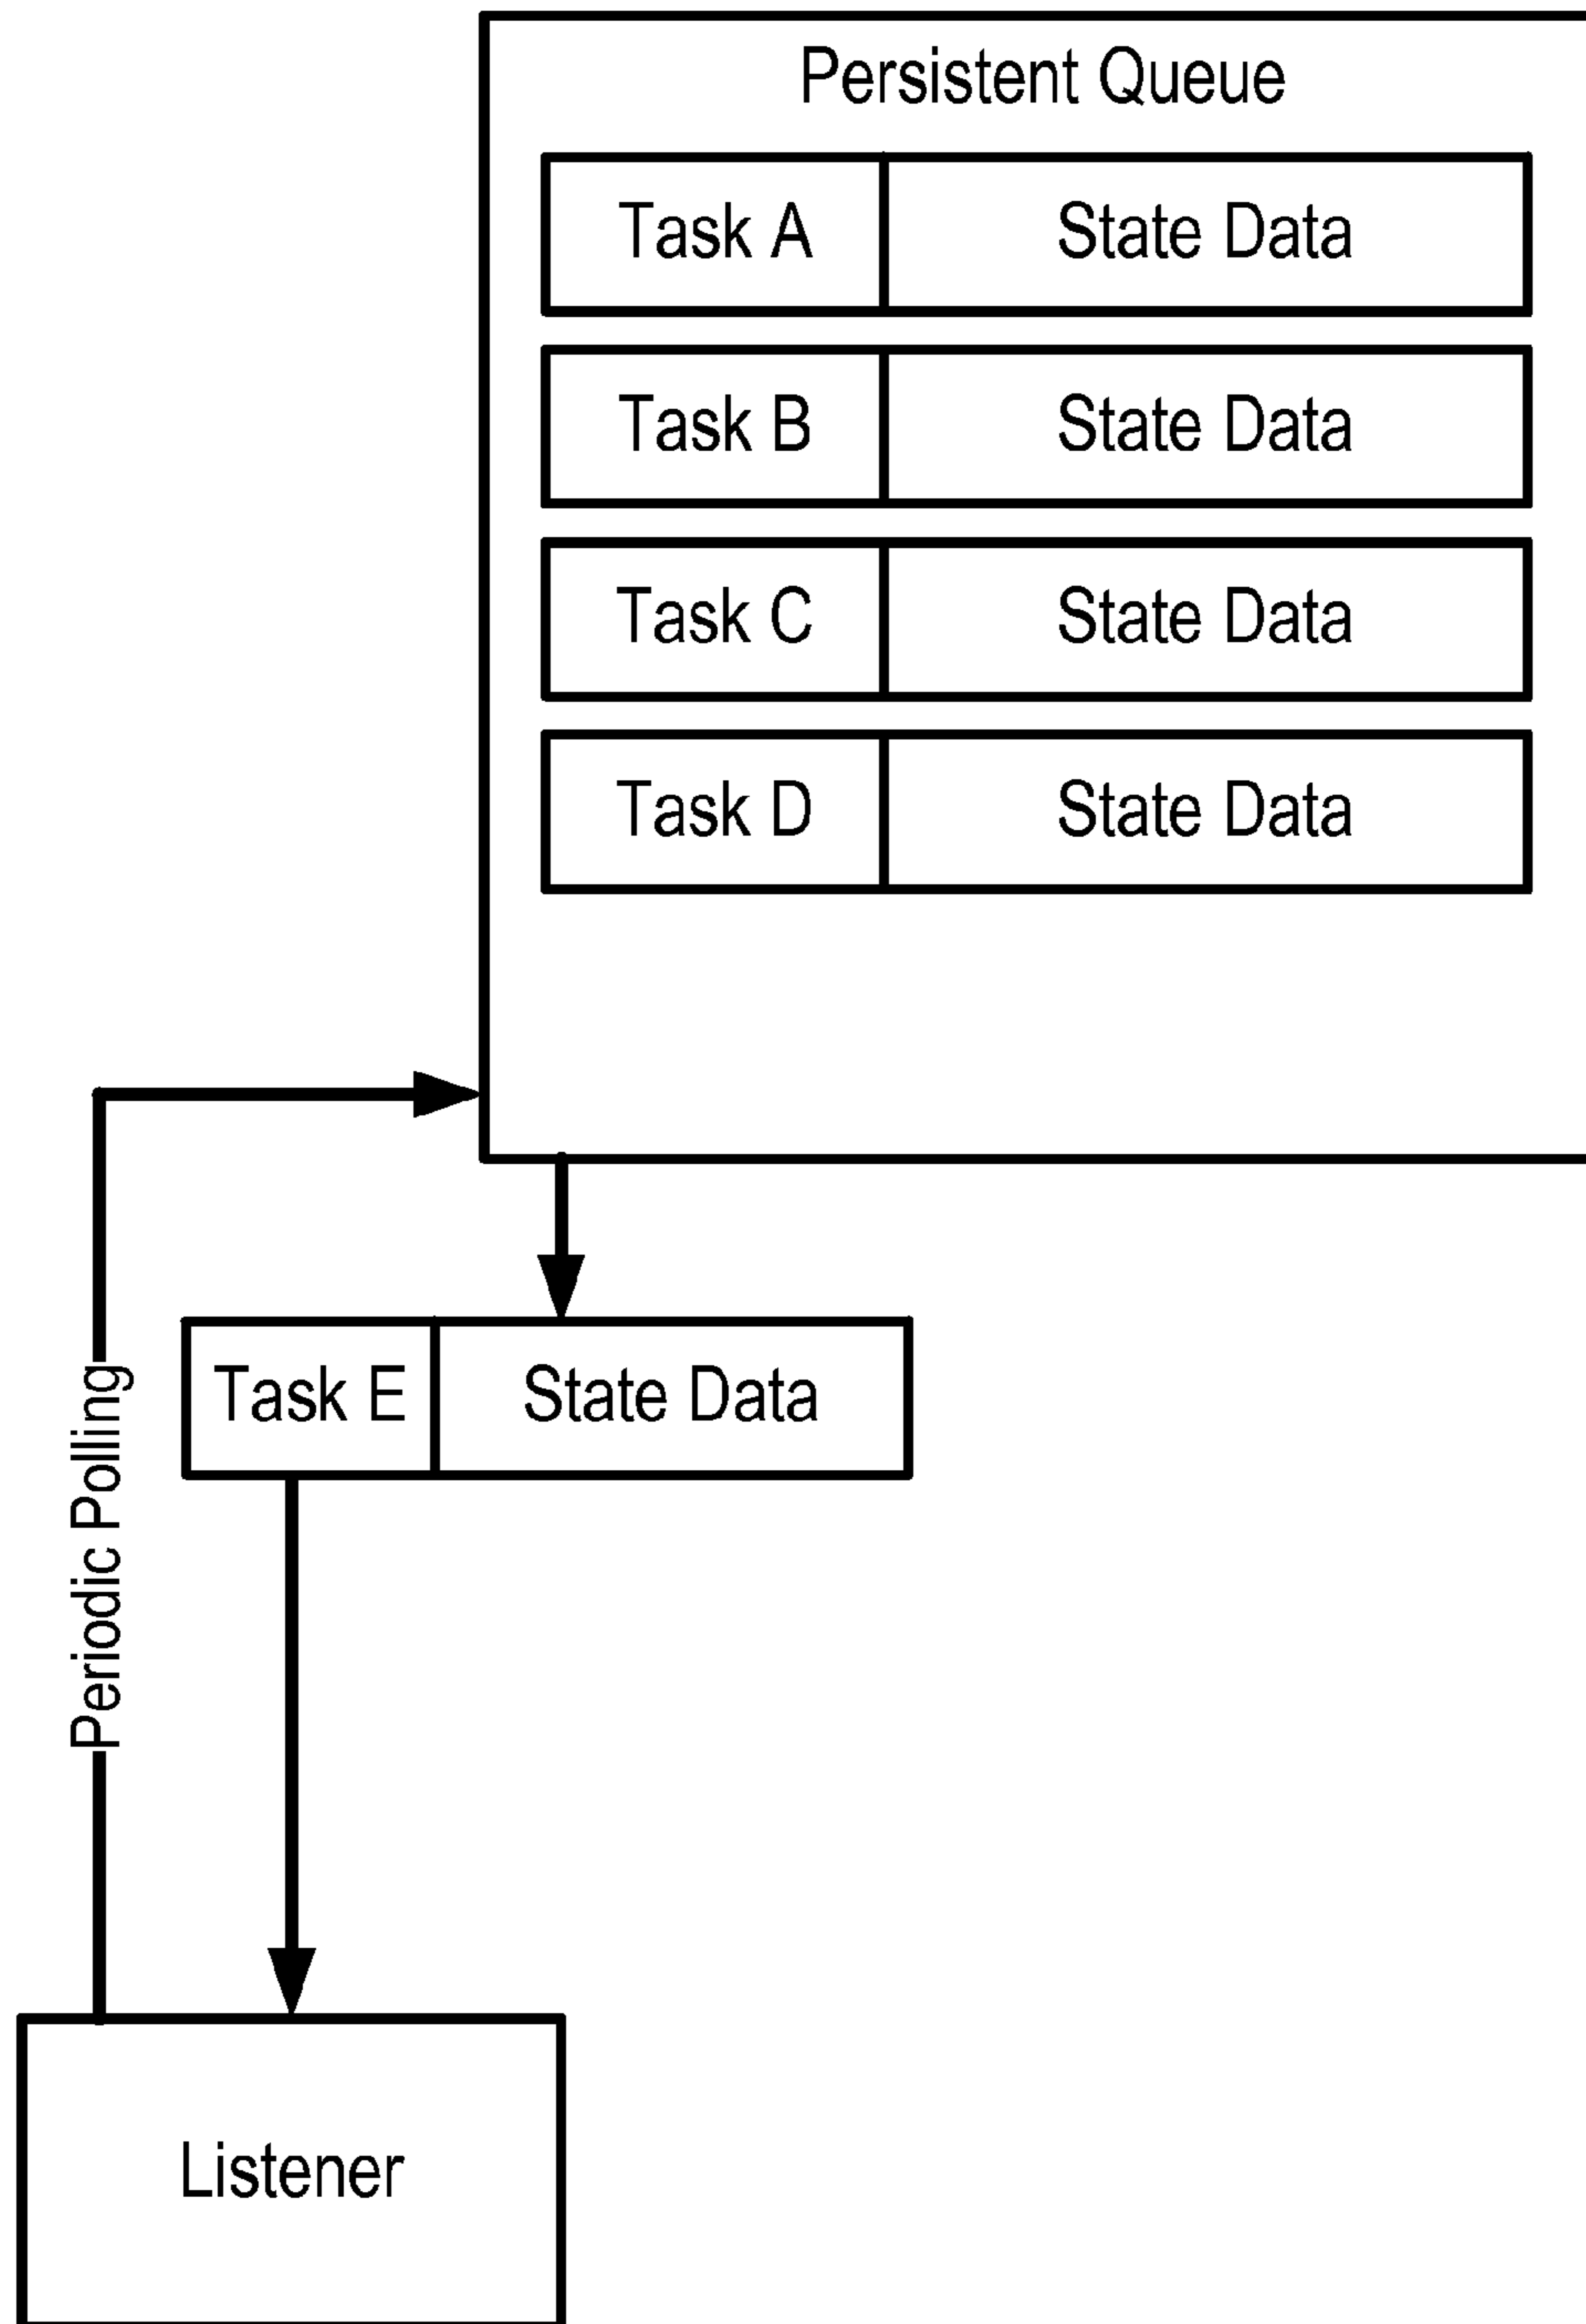 Persistent Queue
Task A State Data
Task B State Data
Task C State Data
Task D State Data
Task E State Data
Periodic Polling
Listener